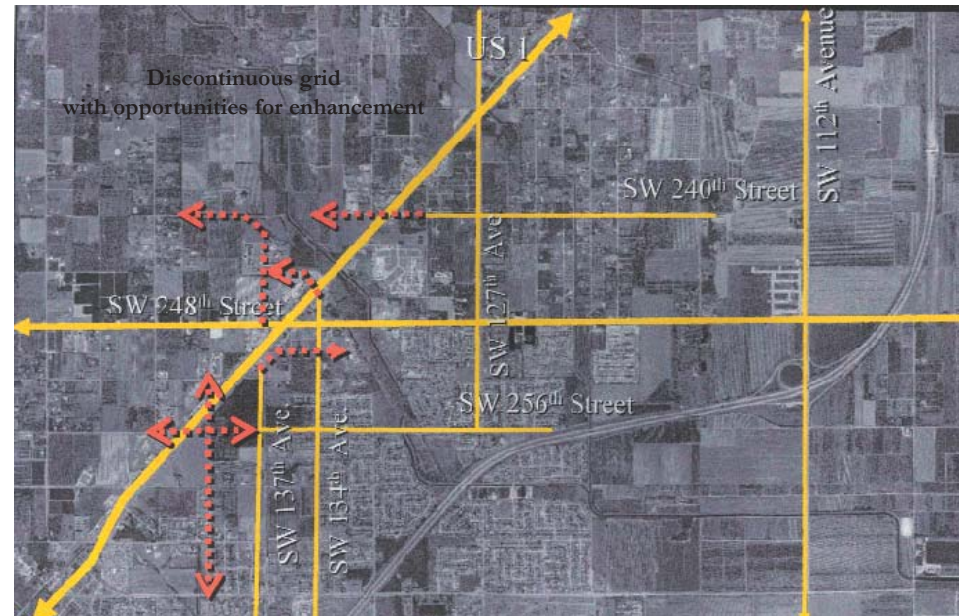 Discontinuous grid
with opportunities for enhancement
US 1
SW 112th Avenue
SW 240th Street
SW 127th Ave
SW 248th Street
SW 256th Street
SW 137th Ave.
SW 134th Ave.